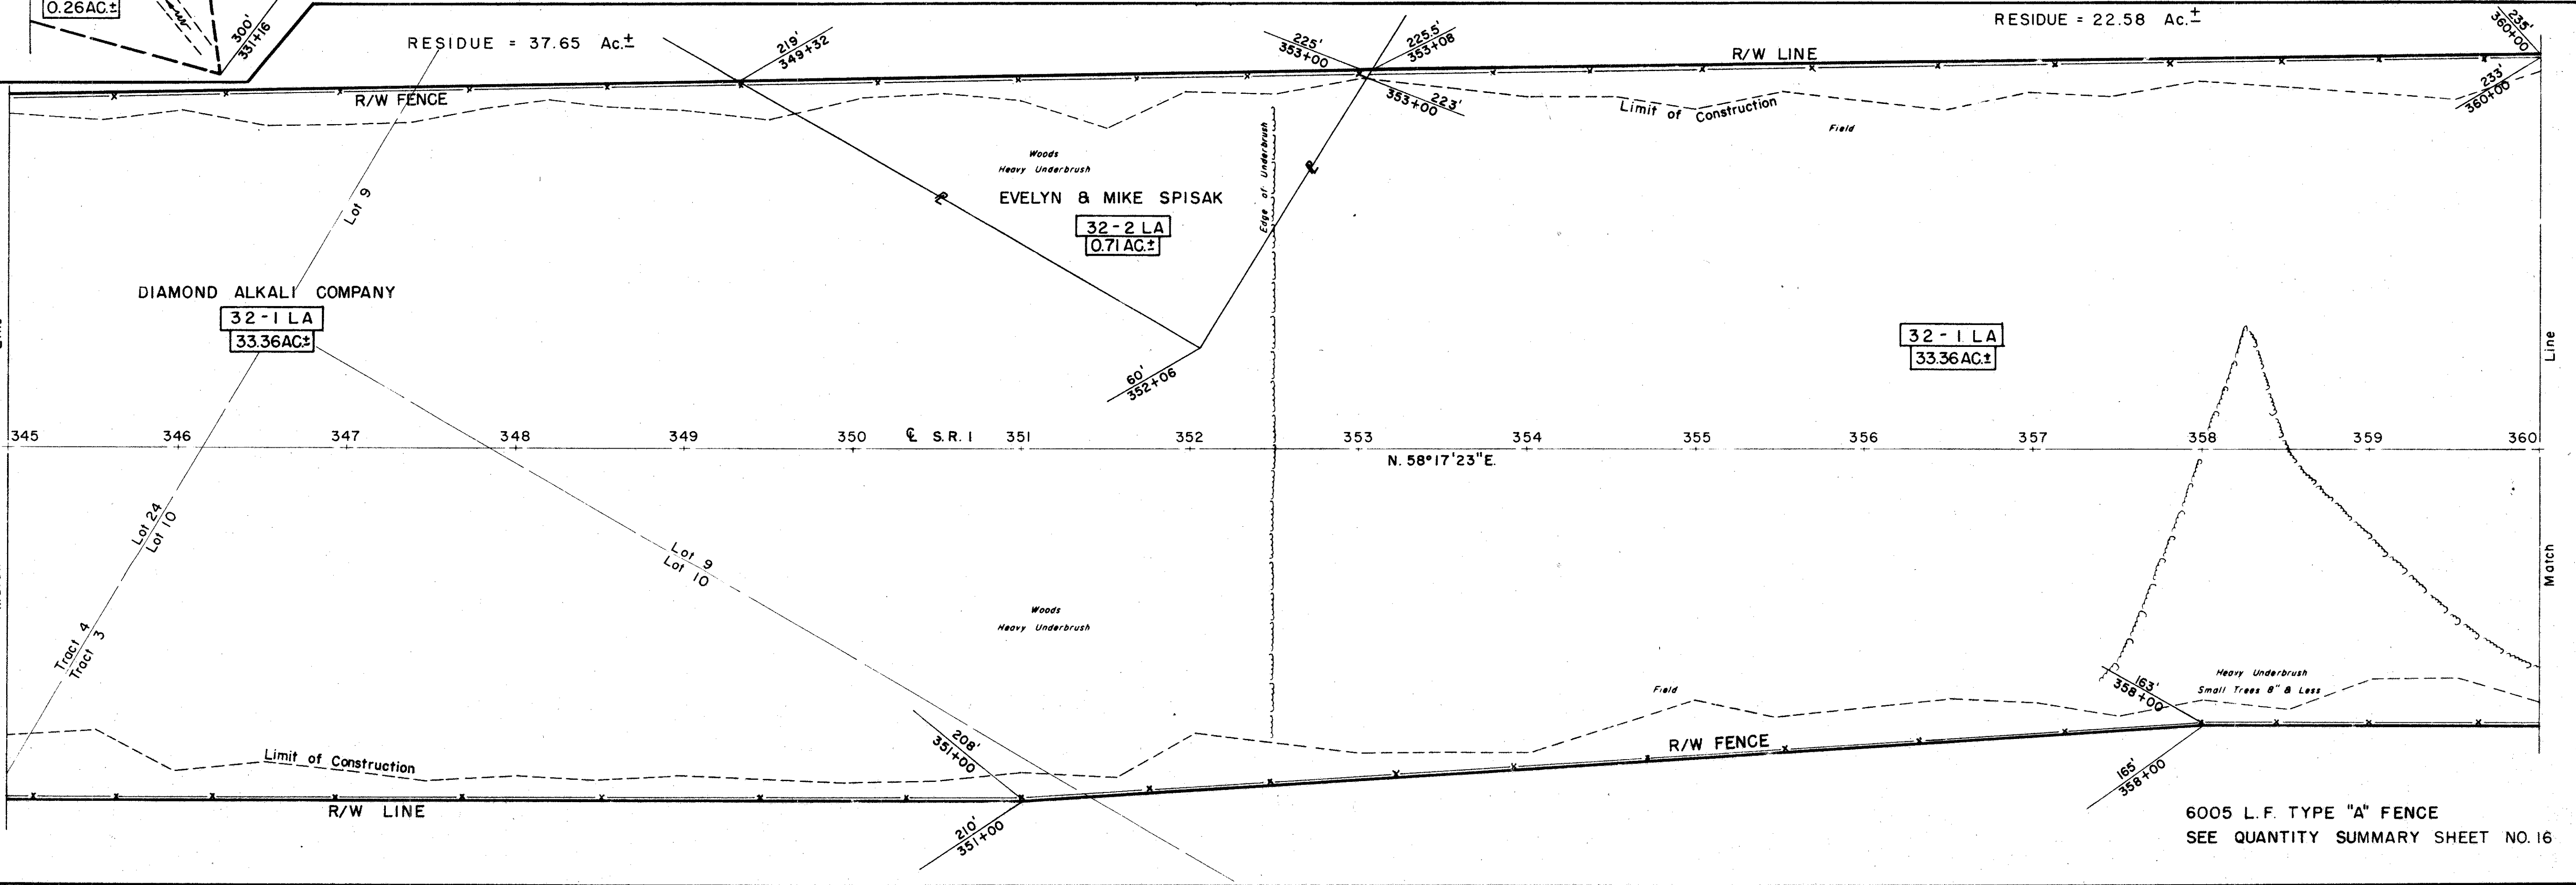 0.26 AC.±
300'
331+16
RESIDUE = 37.65 Ac.±
219'
349+32
225'
353+00
225.5'
353+08
223'
353+00
RESIDUE = 22.58 Ac.±
235'
360+00
233'
360+00
R/W LINE
R/W FENCE
Limit of Construction
Field
Woods
Heavy Underbrush
Edge of Underbrush
Lot 9
EVELYN & MIKE SPISAK
32-2 LA
0.71 AC.±
DIAMOND ALKALI COMPANY
32-1 LA
33.36 AC.±
32-1 LA
33.36 AC.±
60'
352+06
Line
345 346 347 348 349 350 ℄ S.R. 1 351 352 353 354 355 356 357 358 359 360
N. 58°17'23"E.
Lot 24
Lot 10
Lot 9
Lot 10
Match
Tract 4
Tract 3
Woods
Heavy Underbrush
Field
Heavy Underbrush
Small Trees 8" & Less
163'
358+00
165'
358+00
208'
351+00
210'
351+00
Limit of Construction
R/W FENCE
R/W LINE
6005 L.F. TYPE "A" FENCE
SEE QUANTITY SUMMARY SHEET NO. 16